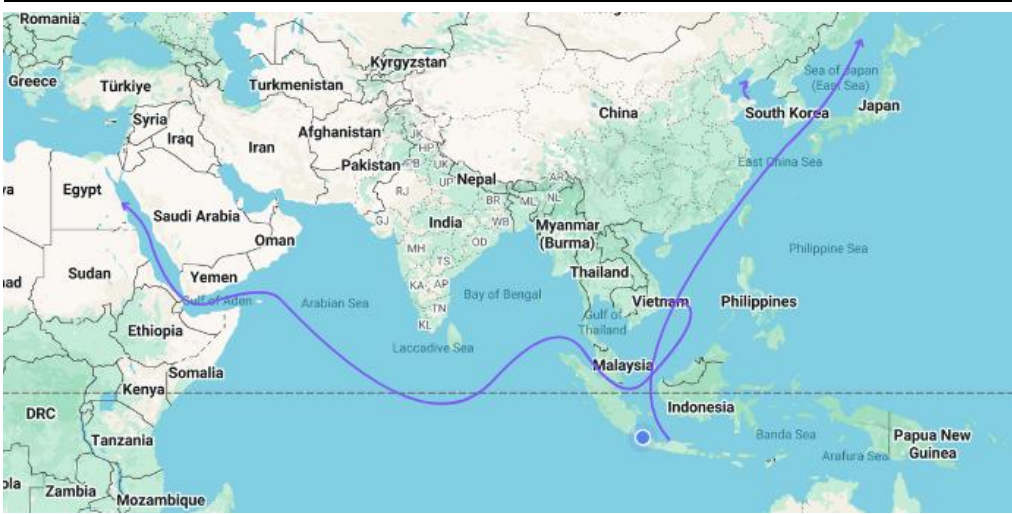 Romania
Greece
Türkiye
Syria
Iraq
Iran
Turkmenistan
Kyrgyzstan
Afghanistan
Pakistan
JK
HP
PB
UK
UP
RJ
Nepal
AR
BR
ML
NL
GJ
WB
India
OD
MH
TS
KA
AP
TN
KL
China
South Korea
Sea of Japan
(East Sea)
Japan
East China Sea
Philippine Sea
Egypt
Saudi Arabia
Oman
Yemen
Sudan
Gulf of Aden
Arabian Sea
Bay of Bengal
Laccadive Sea
Myanmar
(Burma)
Thailand
Vietnam
Gulf of
Thailand
Philippines
Malaysia
Indonesia
Banda Sea
Arafura Sea
Papua New
Guinea
Ethiopia
Somalia
Kenya
DRC
Tanzania
Zambia
Mozambique